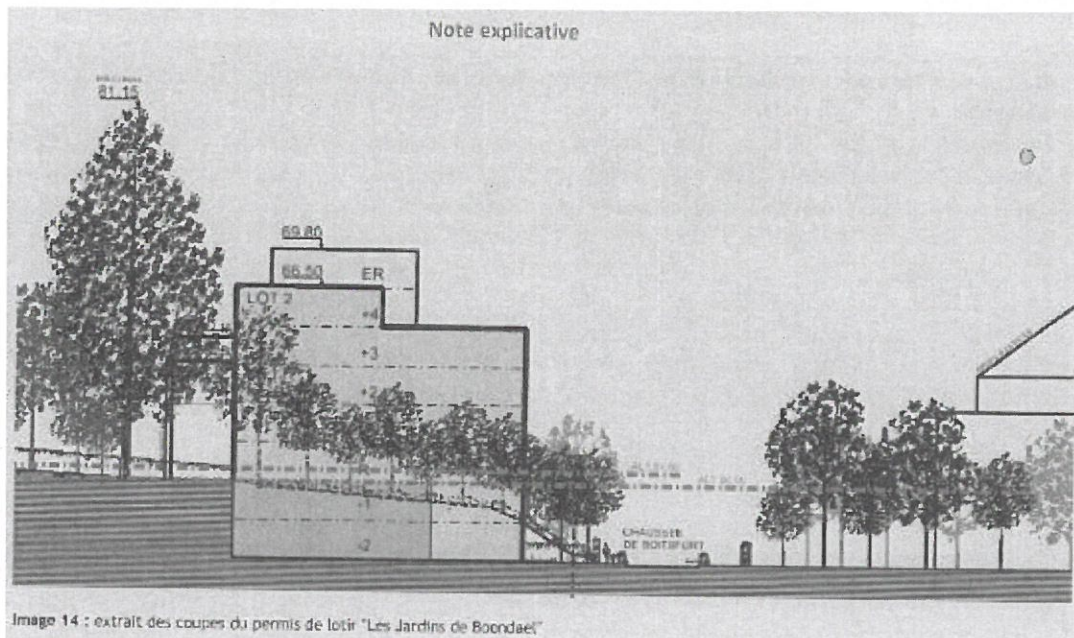 Note explicative
81.15
69.80
66.50 ER
LOT 2
+4
+3
+2
-1
-2
CHAUSSEE
DE BOITSFORT
Image 14 : extrait des coupes du permis de lotir "Les Jardins de Boondael"